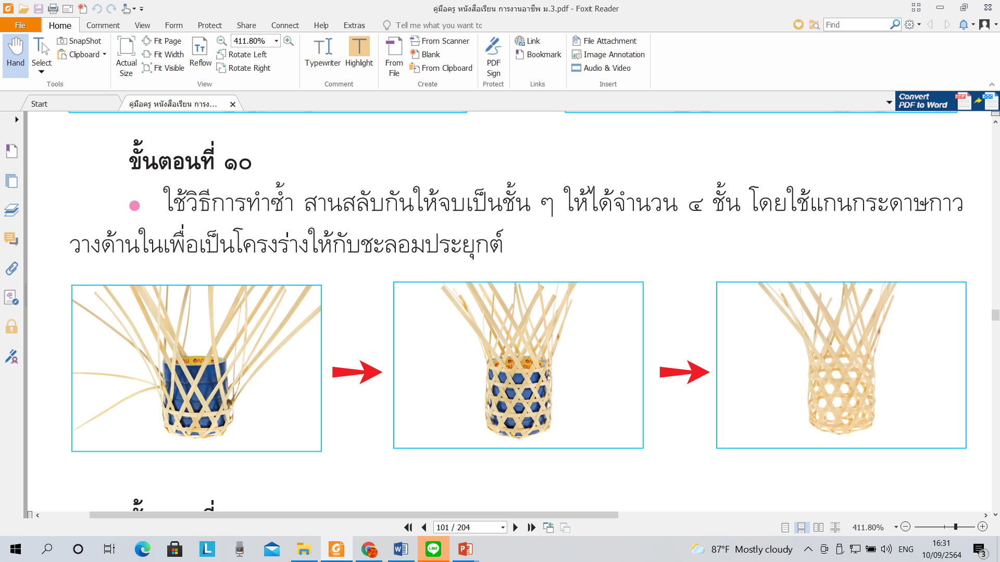 คู่มือครู หนังสือเรียน การงานอาชีพ ม.3.pdf - Foxit Reader
File Home Comment View Form Protect Share Connect Help Extras Tell me what you want to Find
Hand
Select
SnapShot
Clipboard
Tools
Actual Size
Fit Page
Fit Width
Fit Visible
Reflow
411.80%
Rotate Left
Rotate Right
View
Typewriter
Highlight
Comment
From File
From Scanner
Blank
From Clipboard
Create
PDF Sign
Protect
Link
Bookmark
Links
File Attachment
Image Annotation
Audio & Video
Insert
Start
คู่มือครู หนังสือเรียน การง...
Convert
PDF to Word
PDF
DOC
ขั้นตอนที่ ๑๐
ใช้วิธีการทำซ้ำ สานสลับกันให้จบเป็นชั้น ๆ ให้ได้จำนวน ๔ ชั้น โดยใช้แกนกระดาษกาว
วางด้านในเพื่อเป็นโครงร่างให้กับชะลอมประยุกต์
101 / 204
411.80%
87°F Mostly cloudy
ENG
16:31
10/09/2564
3